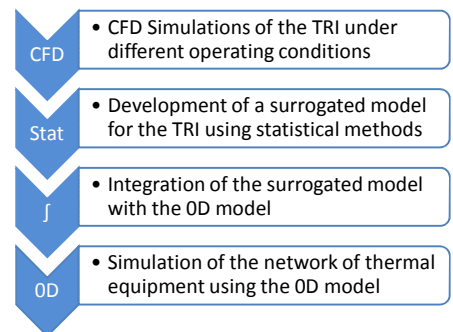 CFD
• CFD Simulations of the TRI under
different operating conditions
Stat
• Development of a surrogated model
for the TRI using statistical methods
∫
• Integration of the surrogated model
with the 0D model
0D
• Simulation of the network of thermal
equipment using the 0D model